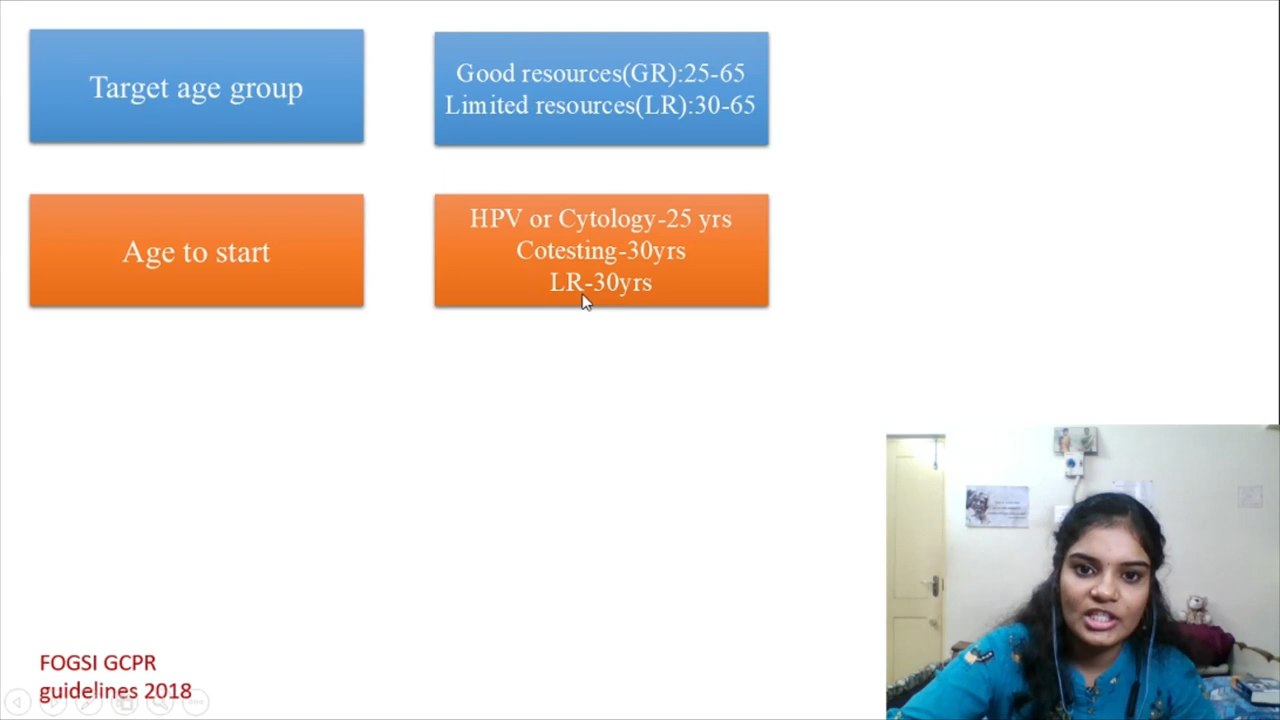 Target age group
Good resources(GR):25-65
Limited resources(LR):30-65
Age to start
HPV or Cytology-25 yrs
Cotesting-30yrs
LR-30yrs
FOGSI GCPR
guidelines 2018